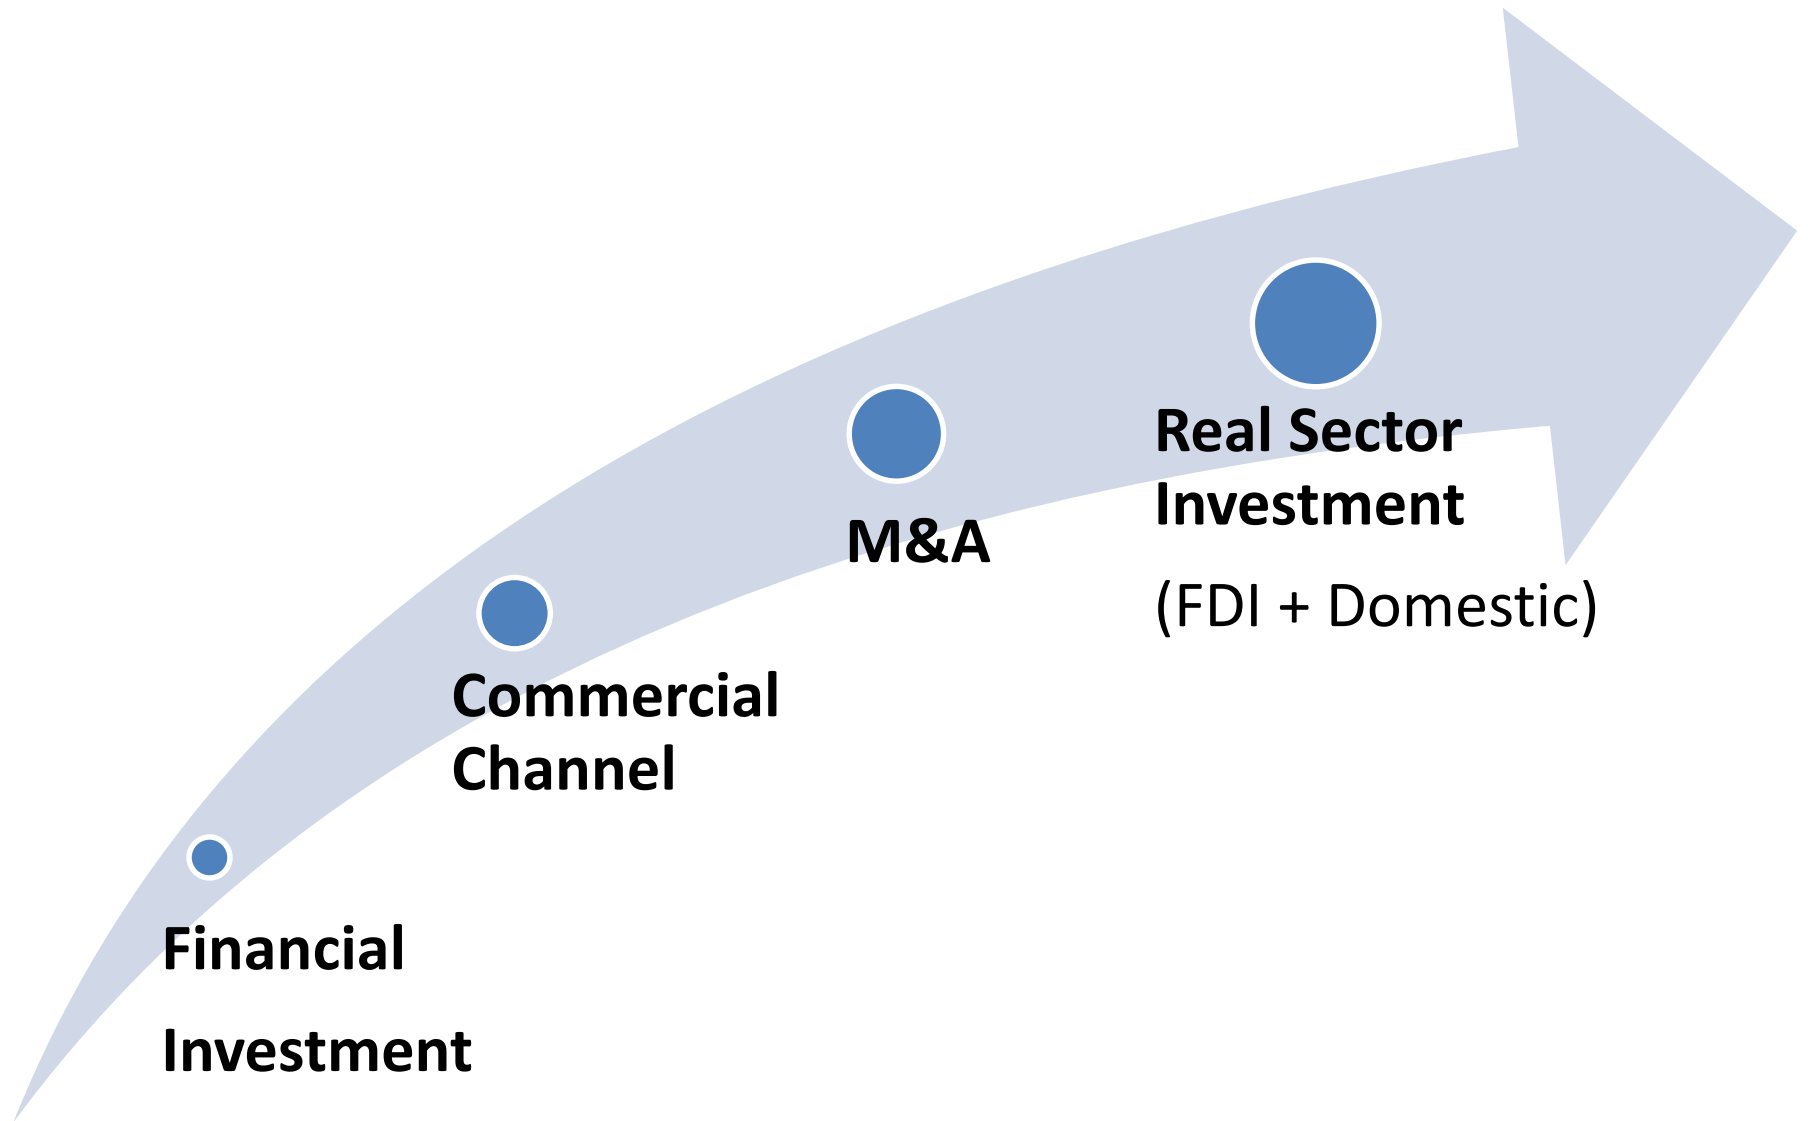 Financial
Investment
Commercial
Channel
M&A
Real Sector
Investment
(FDI + Domestic)